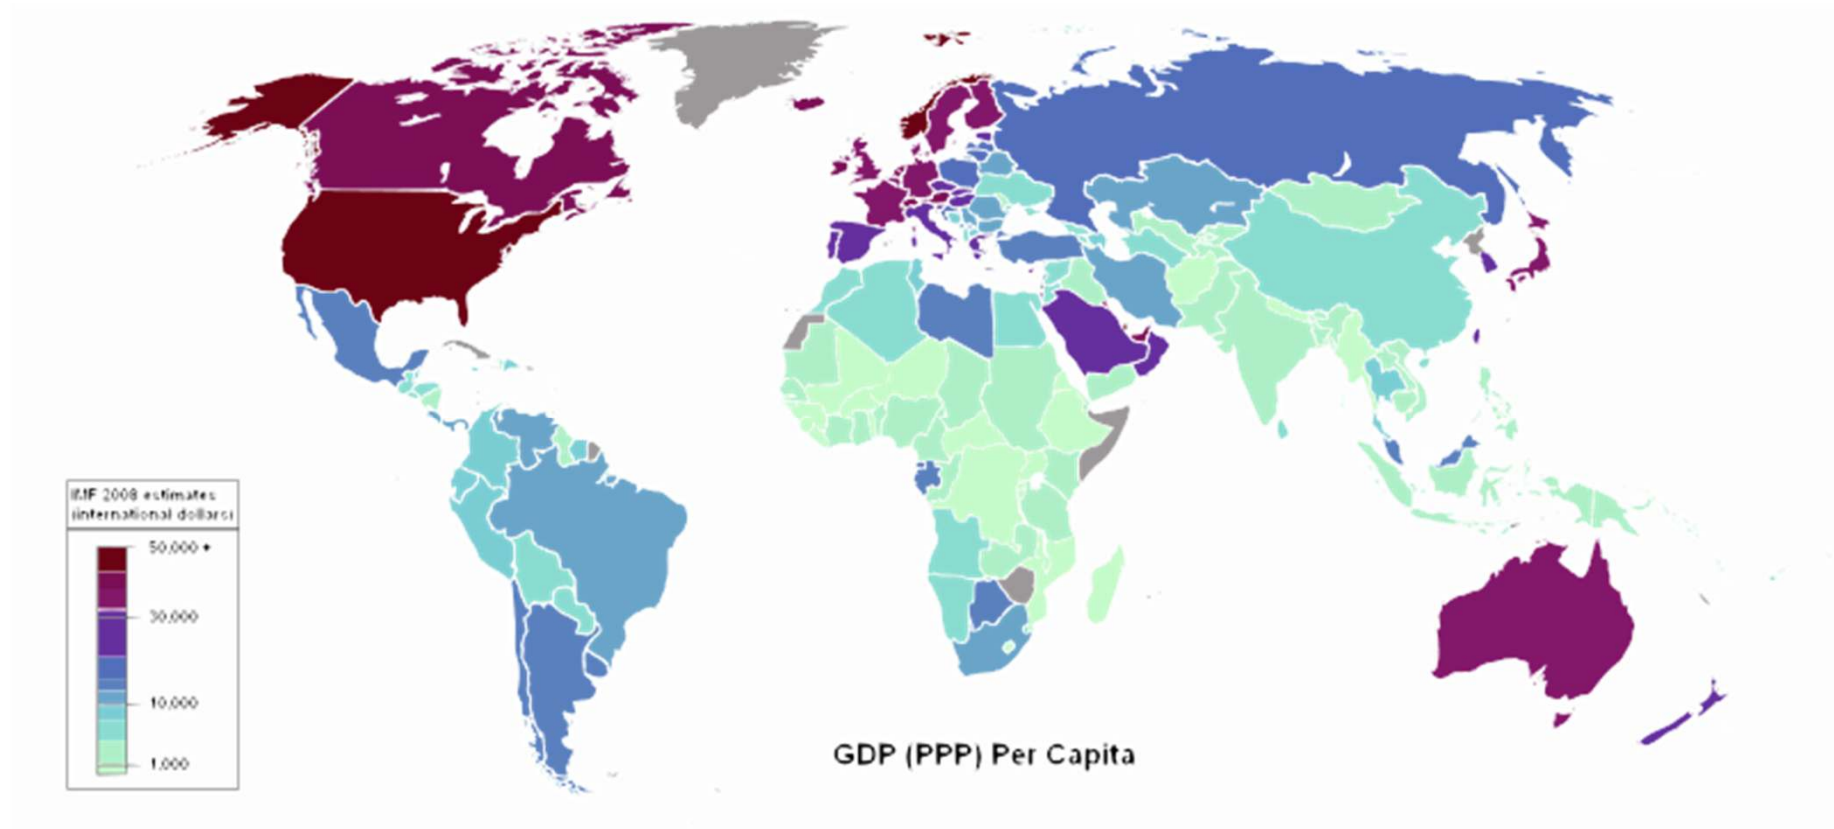 IMF 2008 estimates
(international dollars)
50,000 +
30,000
10,000
1,000
GDP (PPP) Per Capita